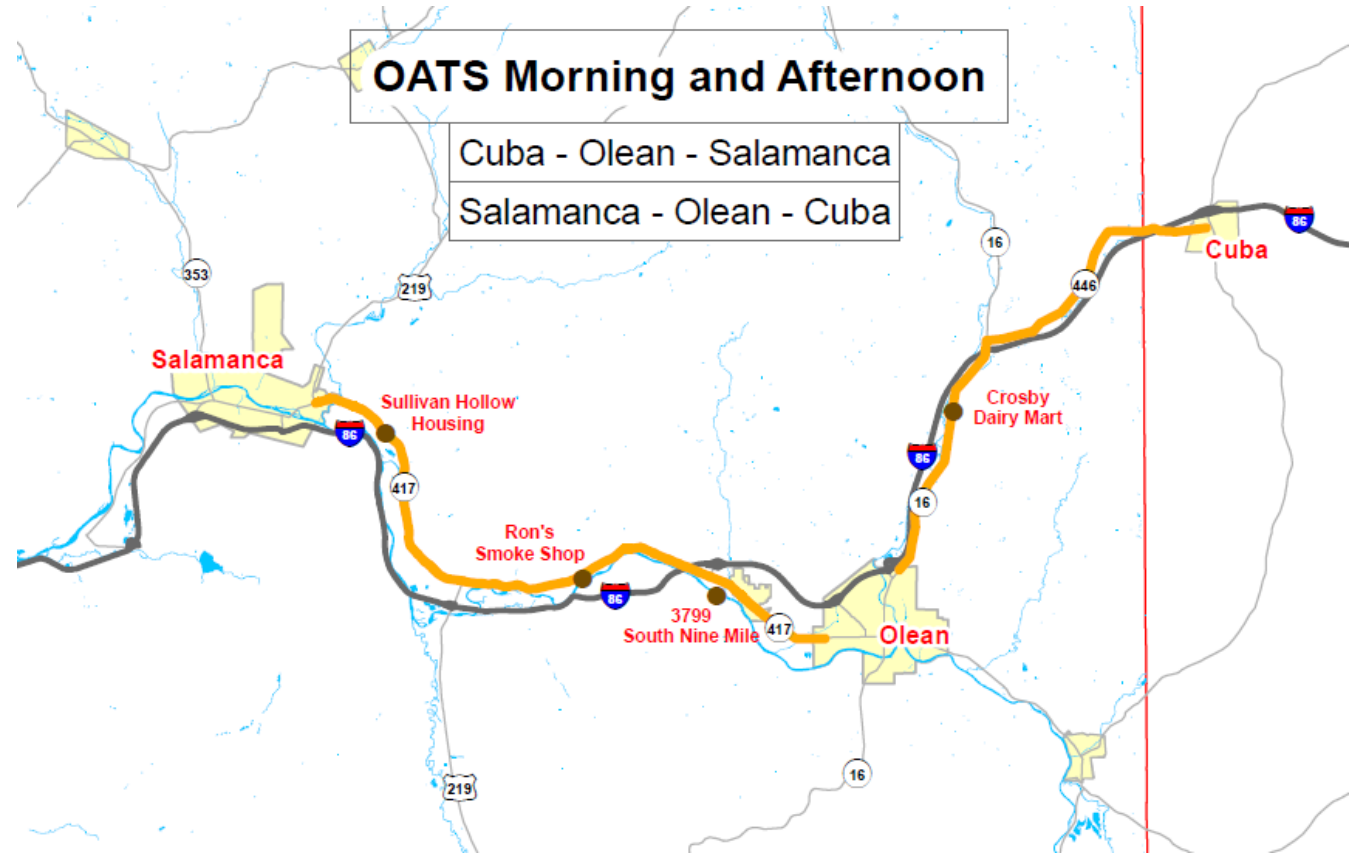 OATS Morning and Afternoon
Cuba - Olean - Salamanca
Salamanca - Olean - Cuba
16
86
Cuba
353
219
446
Salamanca
Sullivan Hollow
Housing
86
Crosby
Dairy Mart
86
417
16
Ron's
Smoke Shop
86
3799
South Nine Mile
417
Olean
219
16